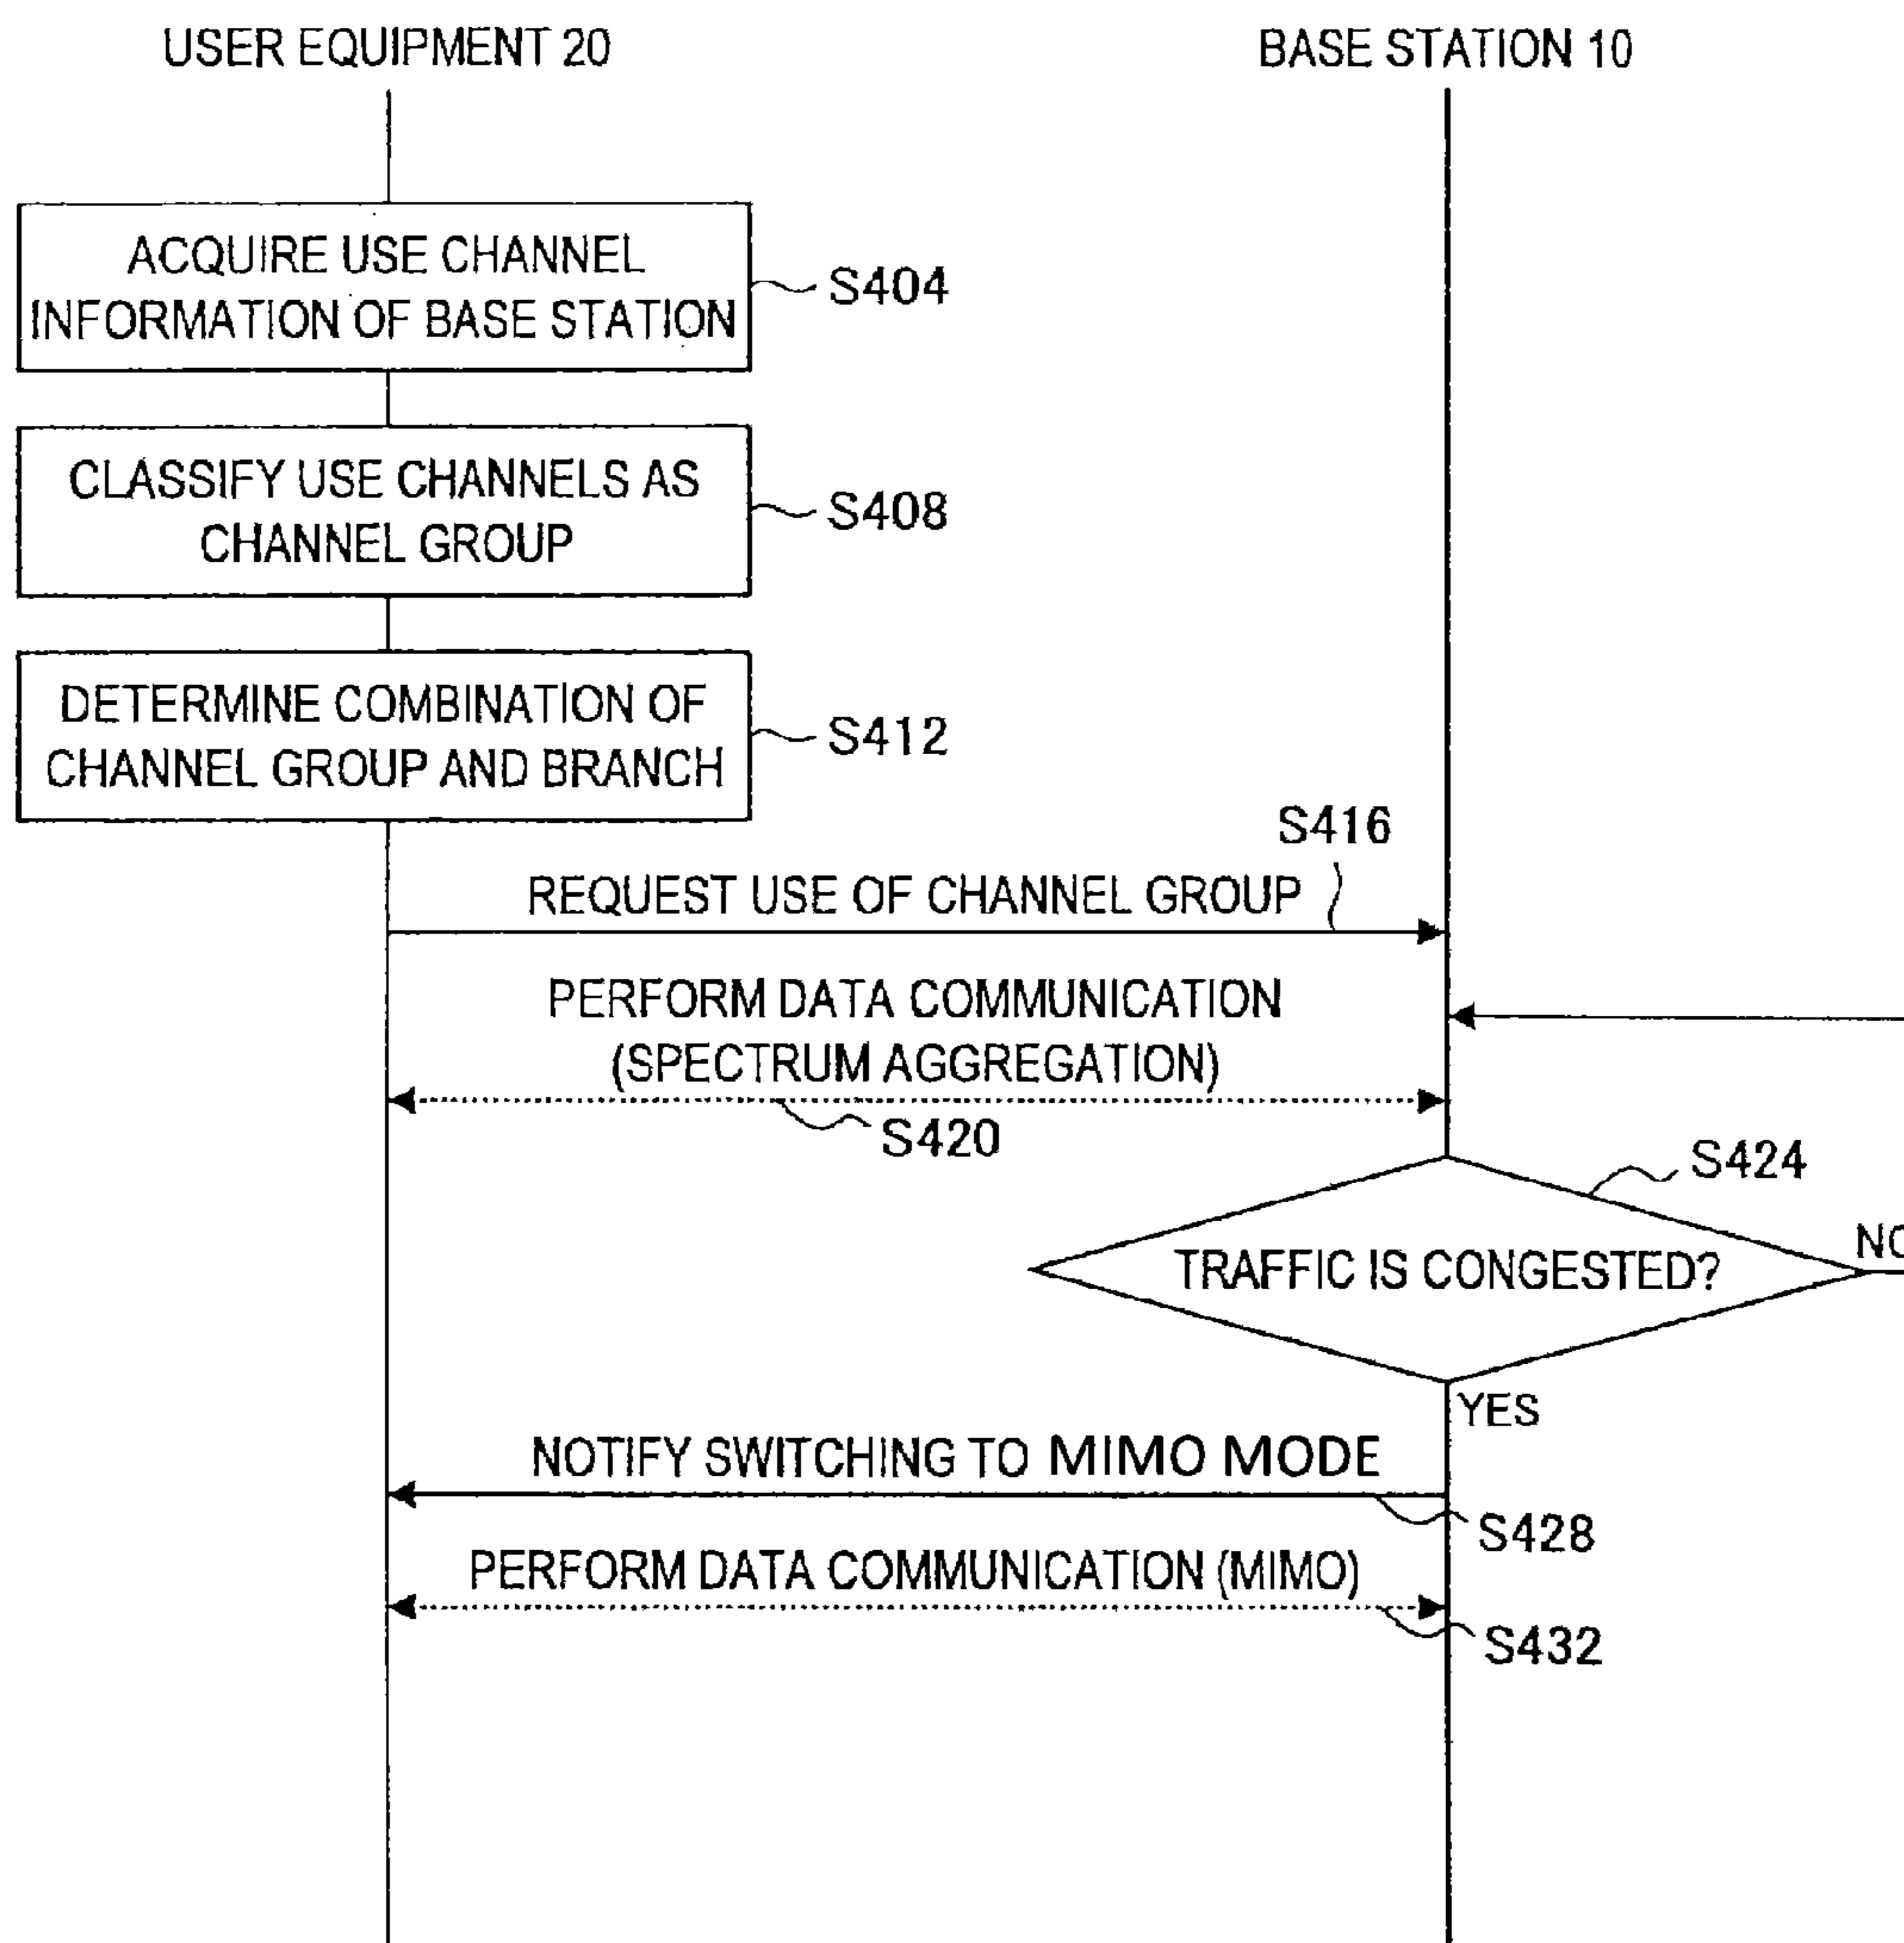 USER EQUIPMENT 20
BASE STATION 10
ACQUIRE USE CHANNEL
INFORMATION OF BASE STATION
S404
CLASSIFY USE CHANNELS AS
CHANNEL GROUP
S408
DETERMINE COMBINATION OF
CHANNEL GROUP AND BRANCH
S412
S416
REQUEST USE OF CHANNEL GROUP
PERFORM DATA COMMUNICATION
(SPECTRUM AGGREGATION)
S420
S424
TRAFFIC IS CONGESTED?
NO
YES
NOTIFY SWITCHING TO MIMO MODE
S428
PERFORM DATA COMMUNICATION (MIMO)
S432